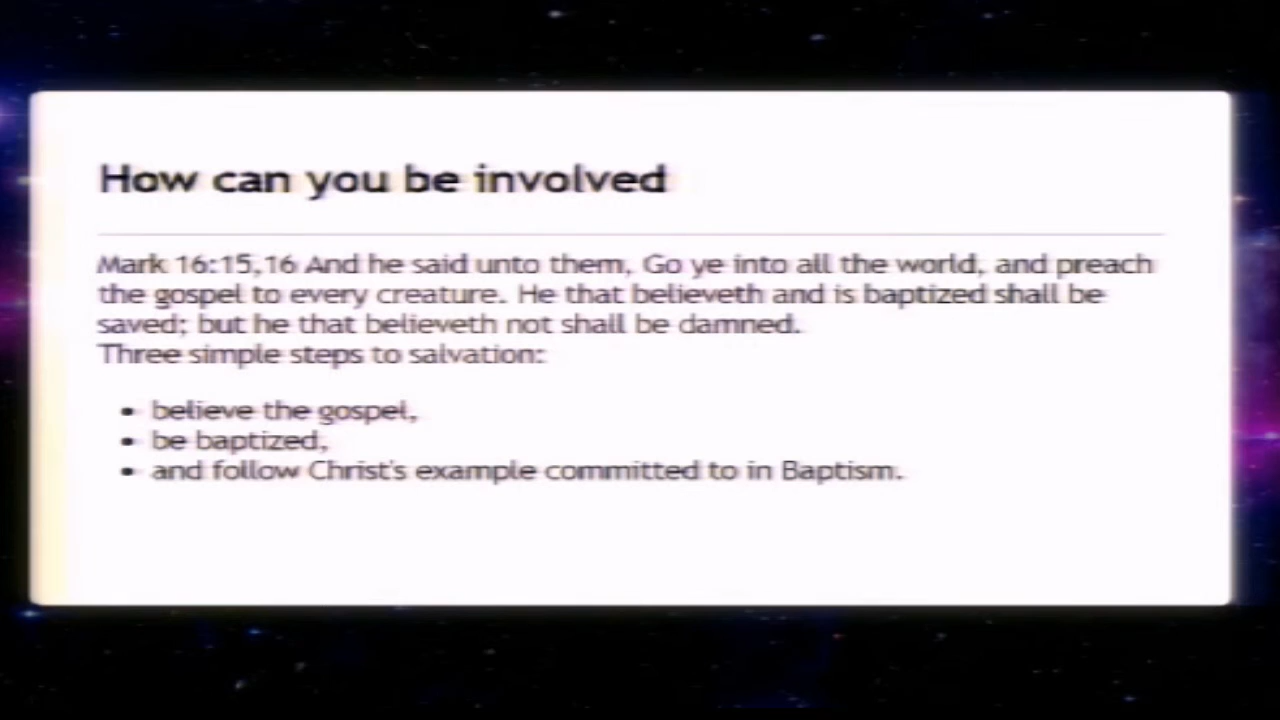 How can you be involved
Mark 16:15,16 And he said unto them, Go ye into all the world, and preach
the gospel to every creature. He that believeth and is baptized shall be
saved; but he that believeth not shall be damned.
Three simple steps to salvation:
• believe the gospel,
• be baptized,
• and follow Christ's example committed to in Baptism.